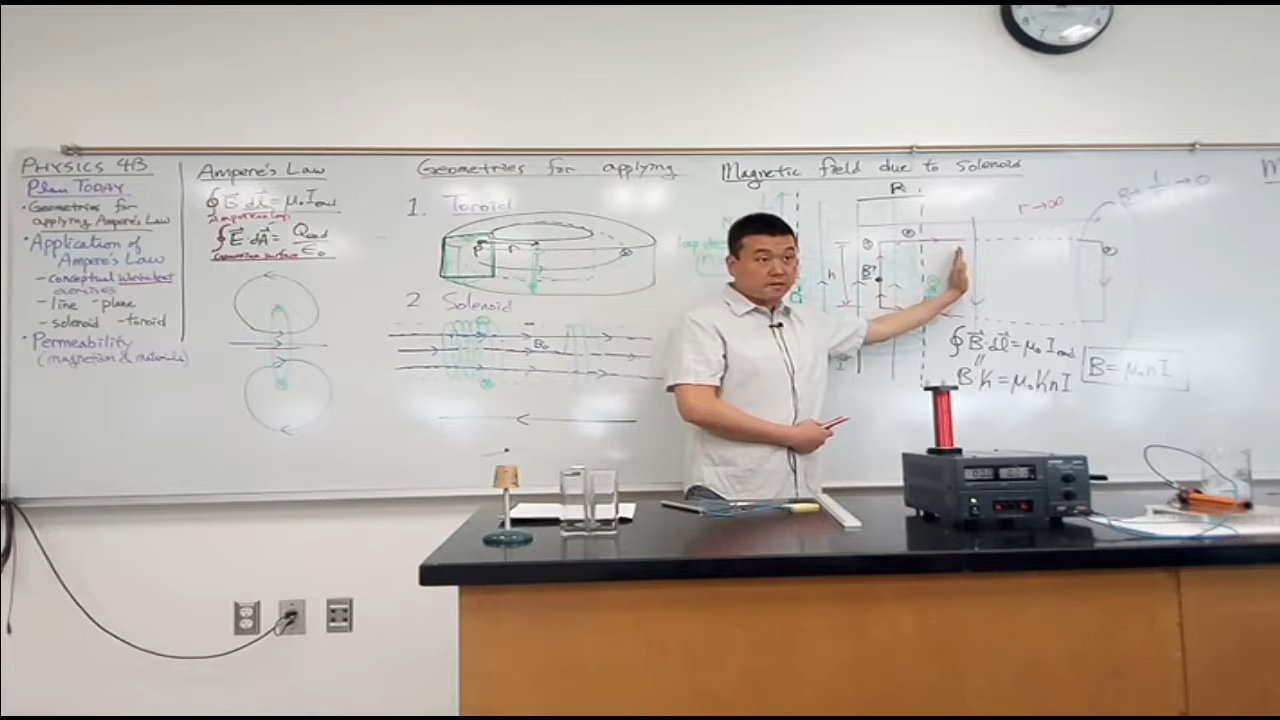 PHYSICS 4B
Plan TODAY
• Geometries for
applying Ampere's Law
• Application of
Ampere's Law
- conceptual Worksheet
exercises
- line - plane
- solenoid - toroid
• Permeability
(magnetism & materials)
Ampere's Law
∮ B⃗·dl⃗ = μ₀ I_encl
Amperian loop
∮ E⃗·dA⃗ = Q_encl/ε₀
Gaussian surface
Geometries for applying
1. Toroid
P r
2 Solenoid
B₀
Magnetic field due to solenoid
R
r→∞
→ 0
h
B?
∮ B⃗·dl⃗ = μ₀ I_encl
"
B h = μ₀ h n I
B = μ₀ n I